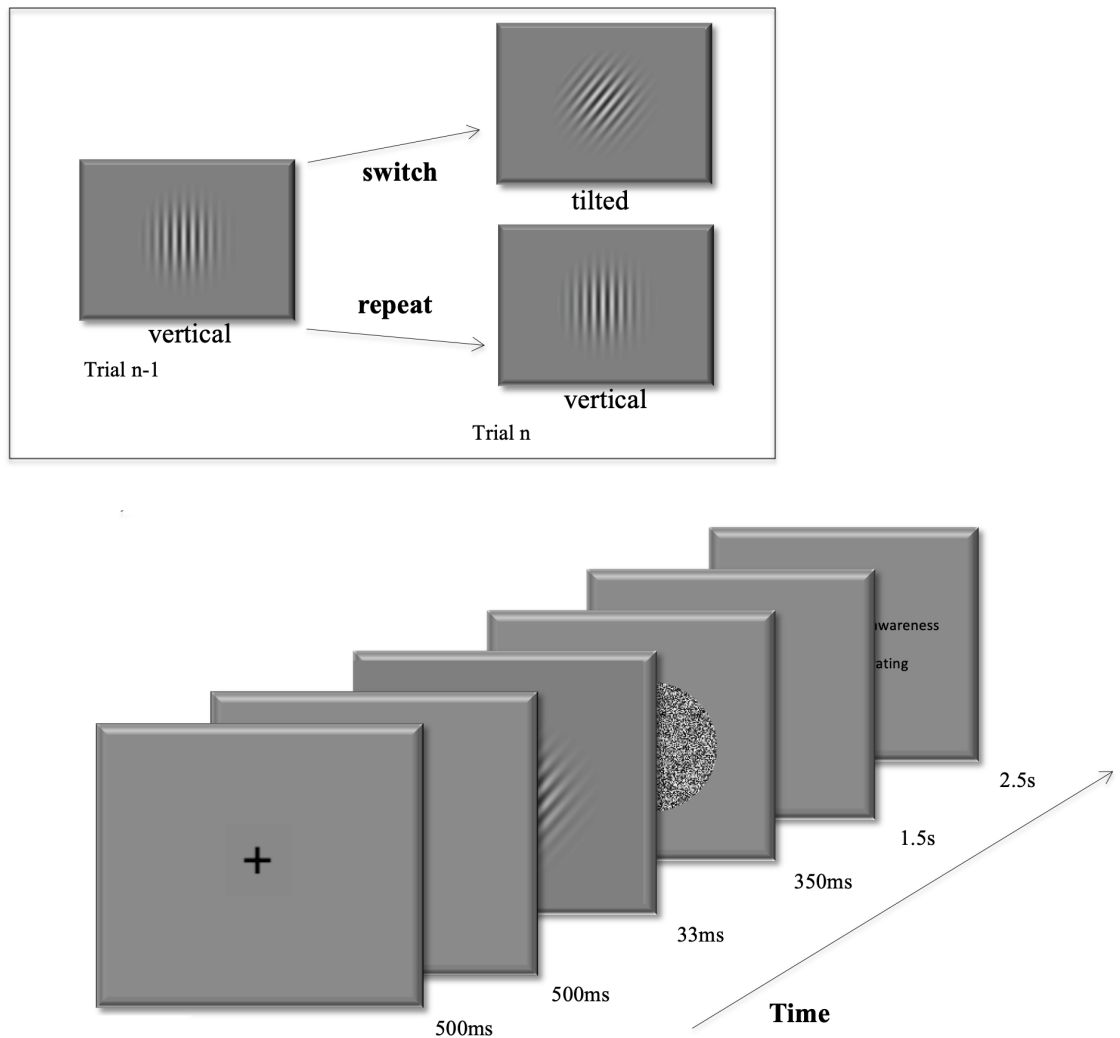 switch
tilted
repeat
vertical
Trial n-1
vertical
Trial n
awareness
ating
2.5s
1.5s
350ms
33ms
500ms
Time
500ms